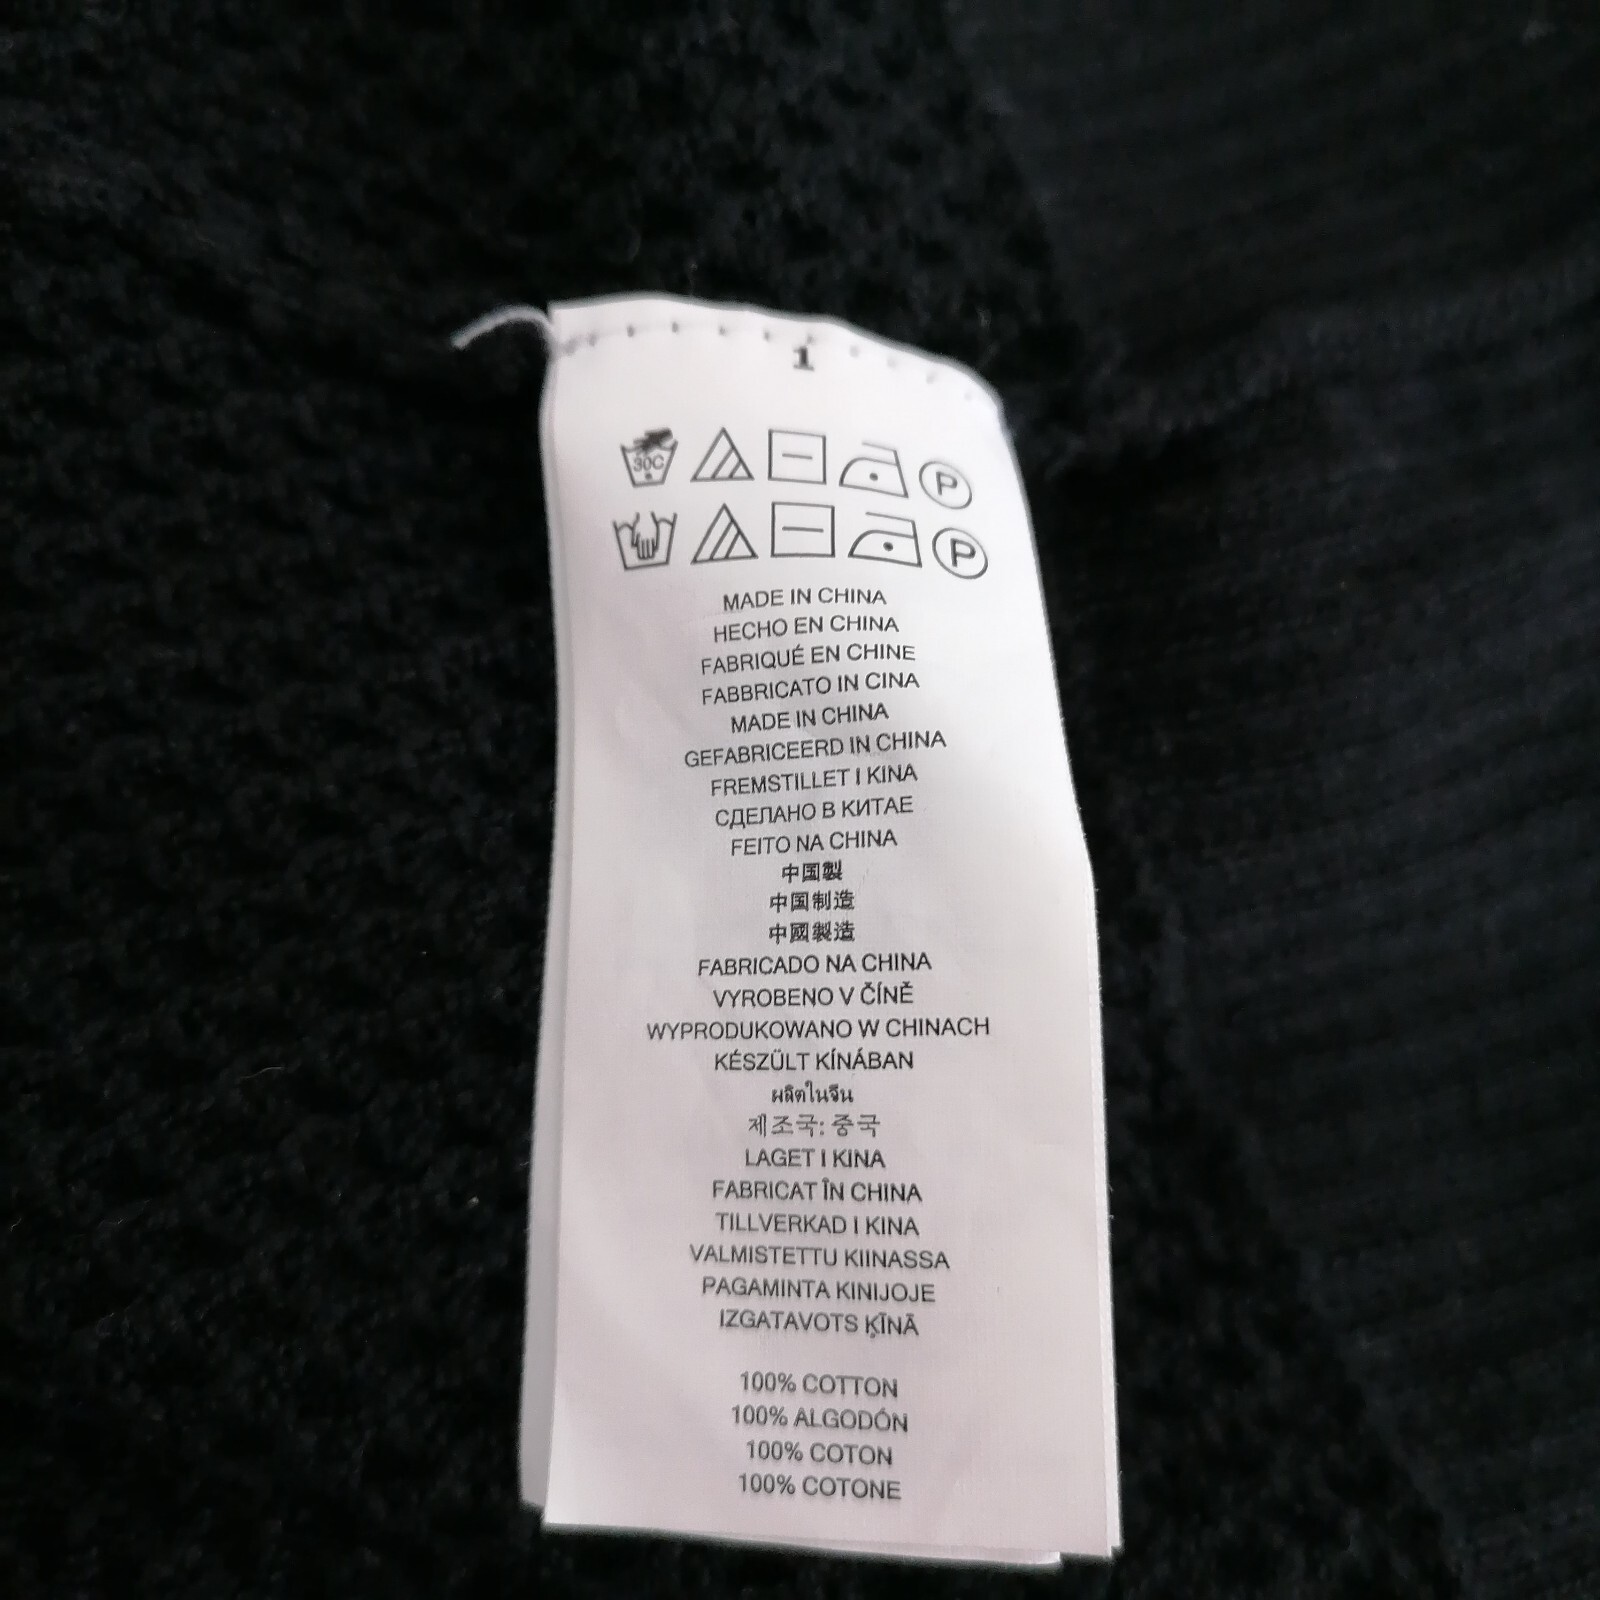 1
30C
P
P
MADE IN CHINA
HECHO EN CHINA
FABRIQUÉ EN CHINE
FABBRICATO IN CINA
MADE IN CHINA
GEFABRICEERD IN CHINA
FREMSTILLET I KINA
СДЕЛАНО В КИТАЕ
FEITO NA CHINA
中国製
中国制造
中國製造
FABRICADO NA CHINA
VYROBENO V ČÍNĚ
WYPRODUKOWANO W CHINACH
KÉSZÜLT KÍNÁBAN
ผลิตในจีน
제조국: 중국
LAGET I KINA
FABRICAT ÎN CHINA
TILLVERKAD I KINA
VALMISTETTU KIINASSA
PAGAMINTA KINIJOJE
IZGATAVOTS ĶĪNĀ
100% COTTON
100% ALGODÓN
100% COTON
100% COTONE